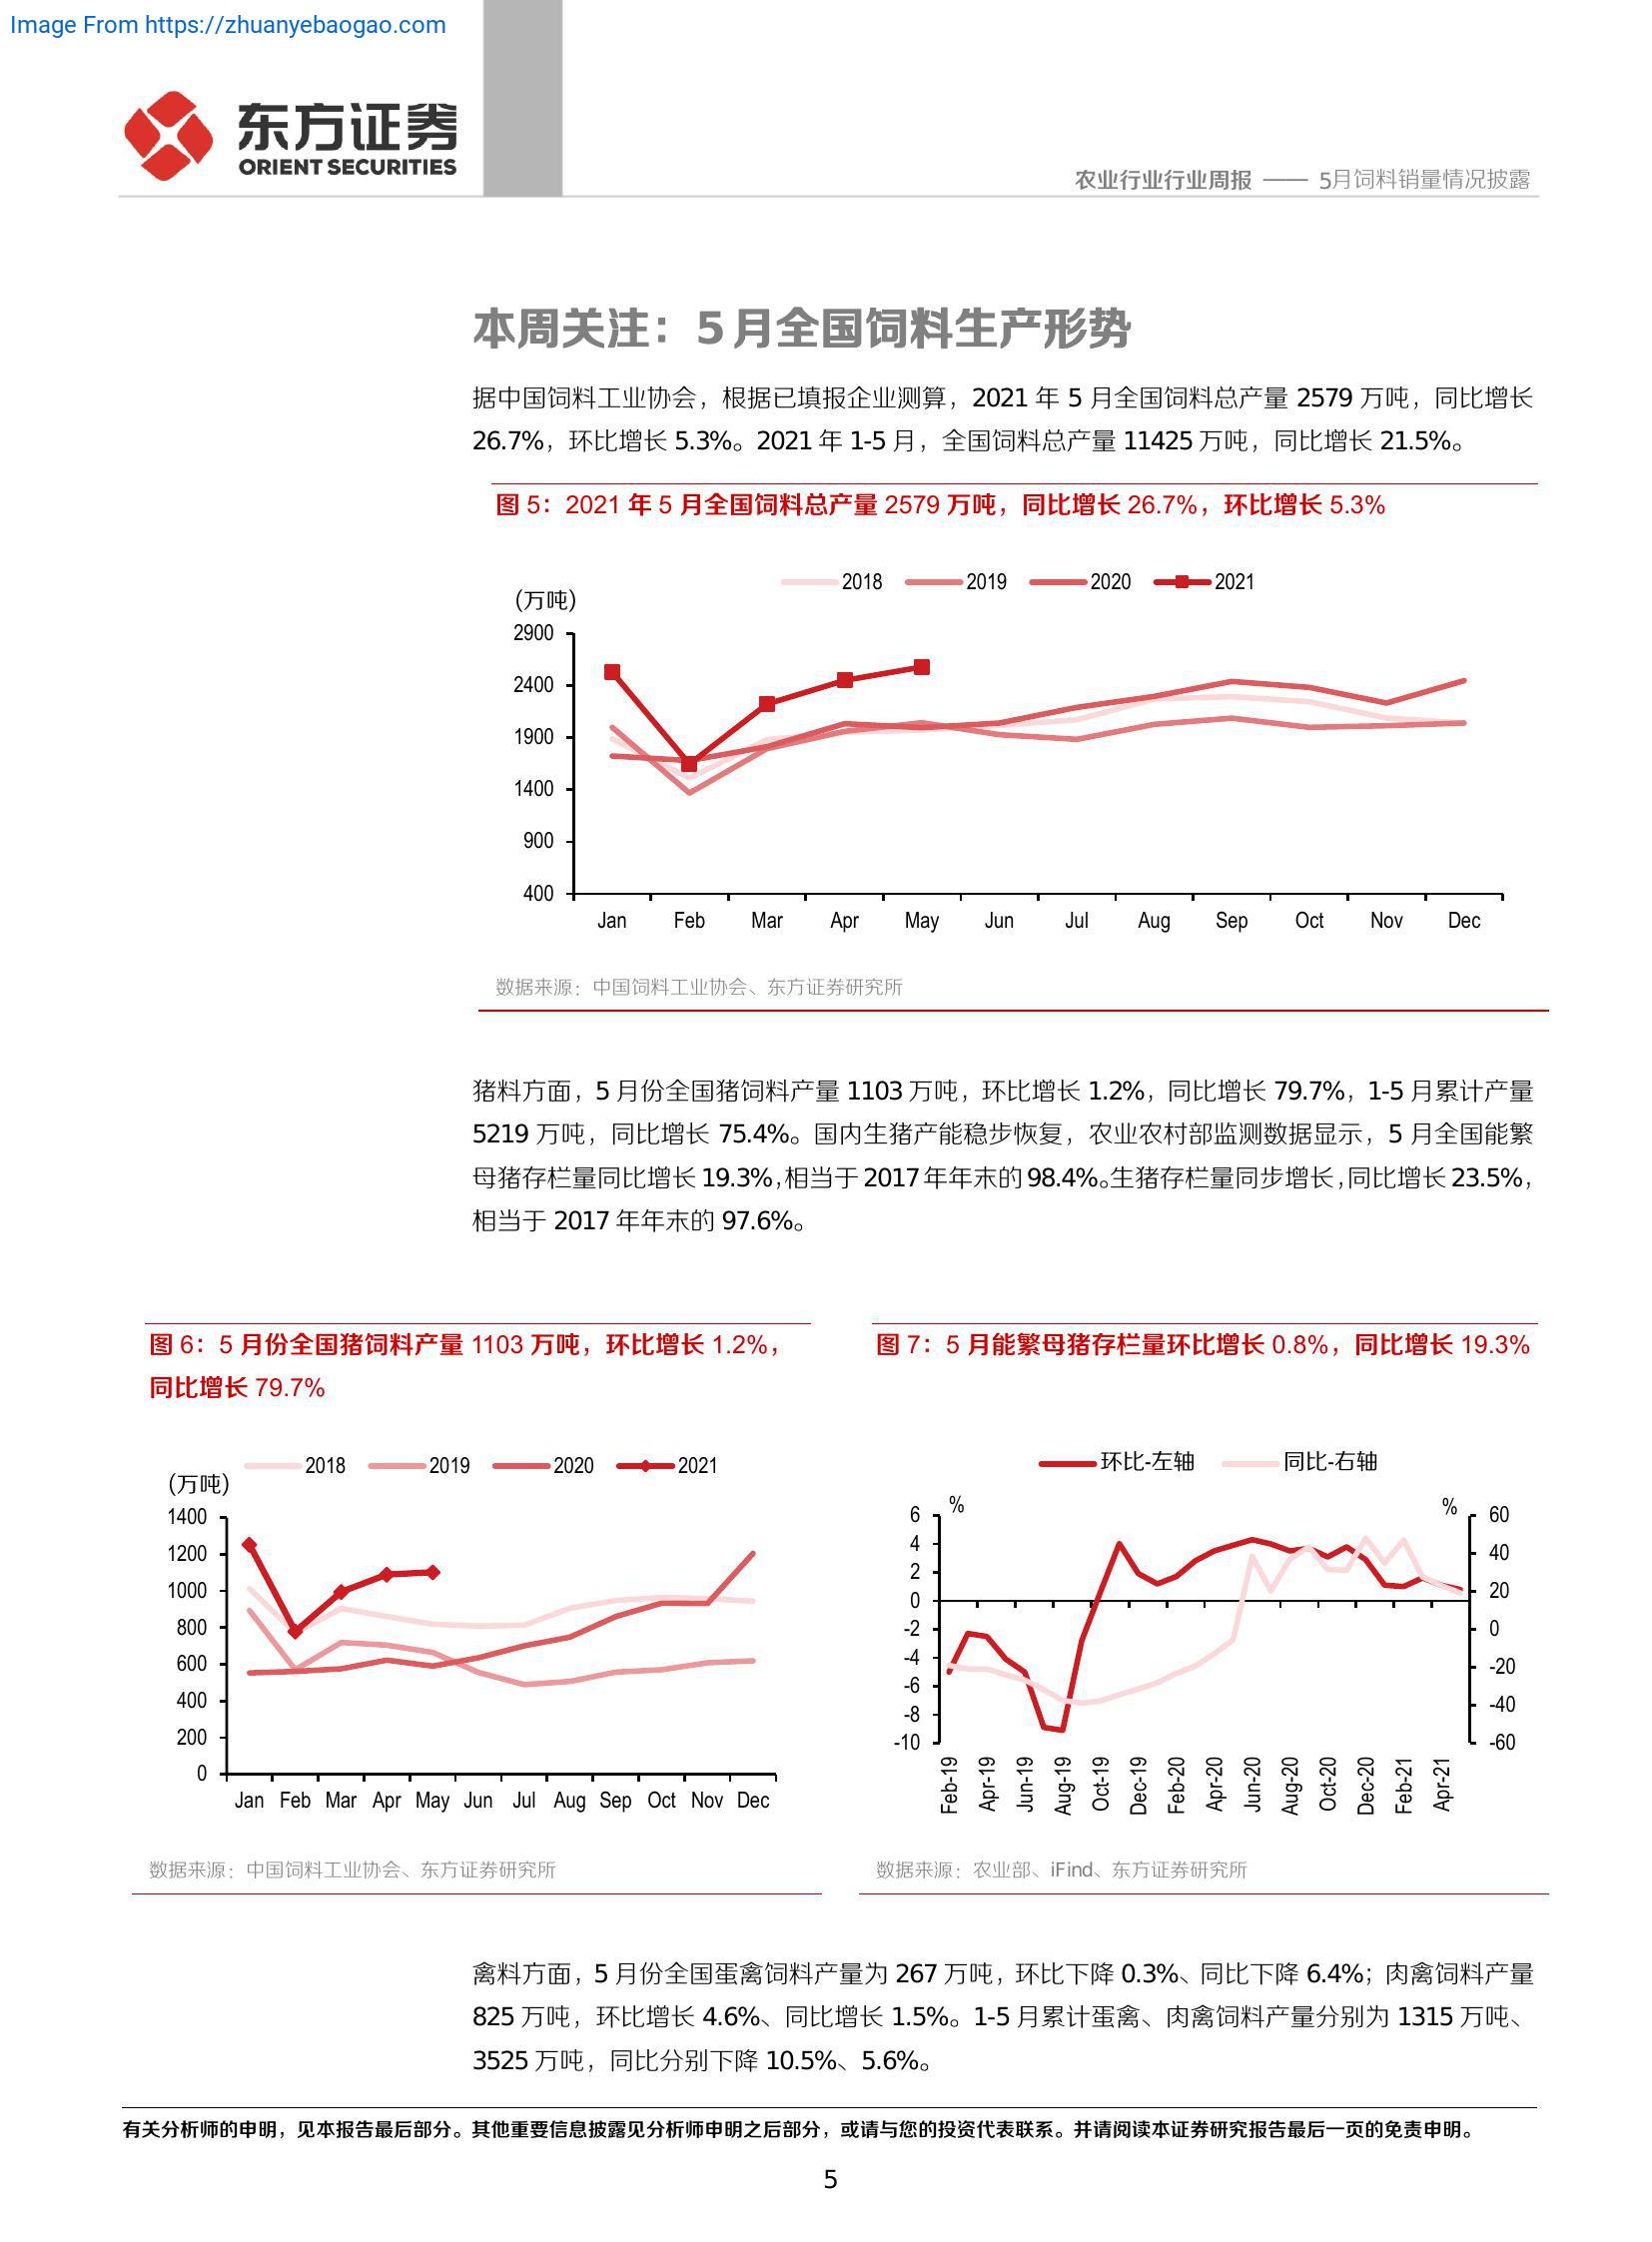 Image From https://zhuanyebaogao.com
东方证券
ORIENT SECURITIES
农业行业行业周报 —— 5月饲料销量情况披露
本周关注：5 月全国饲料生产形势
据中国饲料工业协会，根据已填报企业测算，2021 年 5 月全国饲料总产量 2579 万吨，同比增长
26.7%，环比增长 5.3%。2021 年 1-5 月，全国饲料总产量 11425 万吨，同比增长 21.5%。
图 5：2021 年 5 月全国饲料总产量 2579 万吨，同比增长 26.7%，环比增长 5.3%
2018 2019 2020 2021
(万吨)
2900
2400
1900
1400
900
400
Jan Feb Mar Apr May Jun Jul Aug Sep Oct Nov Dec
数据来源：中国饲料工业协会、东方证券研究所
猪料方面，5 月份全国猪饲料产量 1103 万吨，环比增长 1.2%，同比增长 79.7%，1-5 月累计产量
5219 万吨，同比增长 75.4%。国内生猪产能稳步恢复，农业农村部监测数据显示，5 月全国能繁
母猪存栏量同比增长 19.3%，相当于 2017 年年末的 98.4%。生猪存栏量同步增长，同比增长 23.5%，
相当于 2017 年年末的 97.6%。
图 6：5 月份全国猪饲料产量 1103 万吨，环比增长 1.2%，
同比增长 79.7%
2018 2019 2020 2021
(万吨)
1400
1200
1000
800
600
400
200
0
Jan Feb Mar Apr May Jun Jul Aug Sep Oct Nov Dec
数据来源：中国饲料工业协会、东方证券研究所
图 7：5 月能繁母猪存栏量环比增长 0.8%，同比增长 19.3%
环比-左轴 同比-右轴
% %
6 60
4 40
2 20
0 0
-2 -20
-4 -40
-6 -60
-8
-10
Feb-19 Apr-19 Jun-19 Aug-19 Oct-19 Dec-19 Feb-20 Apr-20 Jun-20 Aug-20 Oct-20 Dec-20 Feb-21 Apr-21
数据来源：农业部、iFind、东方证券研究所
禽料方面，5 月份全国蛋禽饲料产量为 267 万吨，环比下降 0.3%、同比下降 6.4%；肉禽饲料产量
825 万吨，环比增长 4.6%、同比增长 1.5%。1-5 月累计蛋禽、肉禽饲料产量分别为 1315 万吨、
3525 万吨，同比分别下降 10.5%、5.6%。
有关分析师的申明，见本报告最后部分。其他重要信息披露见分析师申明之后部分，或请与您的投资代表联系。并请阅读本证券研究报告最后一页的免责申明。
5